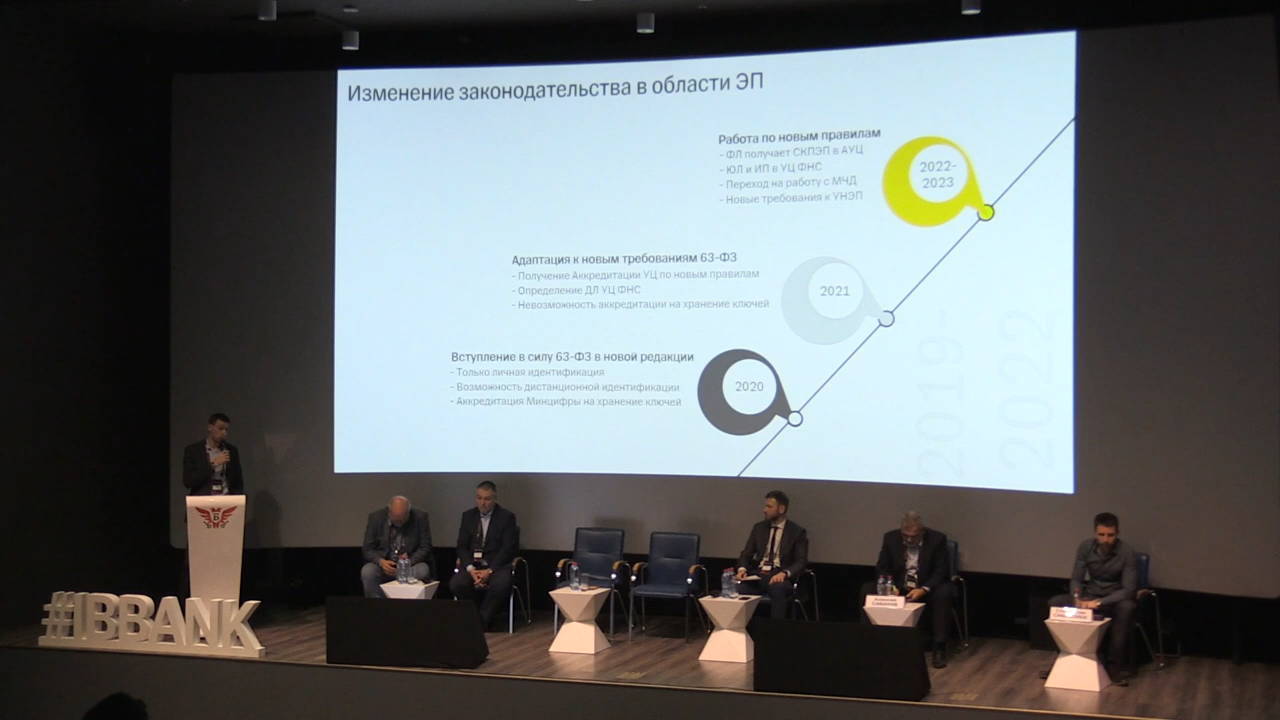 Изменение законодательства в области ЭП
Работа по новым правилам
- ФЛ получает СКПЭП в АУЦ
- ЮЛ и ИП в УЦ ФНС
- Переход на работу с МЧД
- Новые требования к УНЭП
2022-
2023
Адаптация к новым требованиям 63-ФЗ
- Получение Аккредитации УЦ по новым правилам
- Определение ДЛ УЦ ФНС
- Невозможность аккредитации на хранение ключей
2021
Вступление в силу 63-ФЗ в новой редакции
- Только личная идентификация
- Возможность дистанционной идентификации
- Аккредитация Минцифры на хранение ключей
2020
2019-
2022
#IBBANK